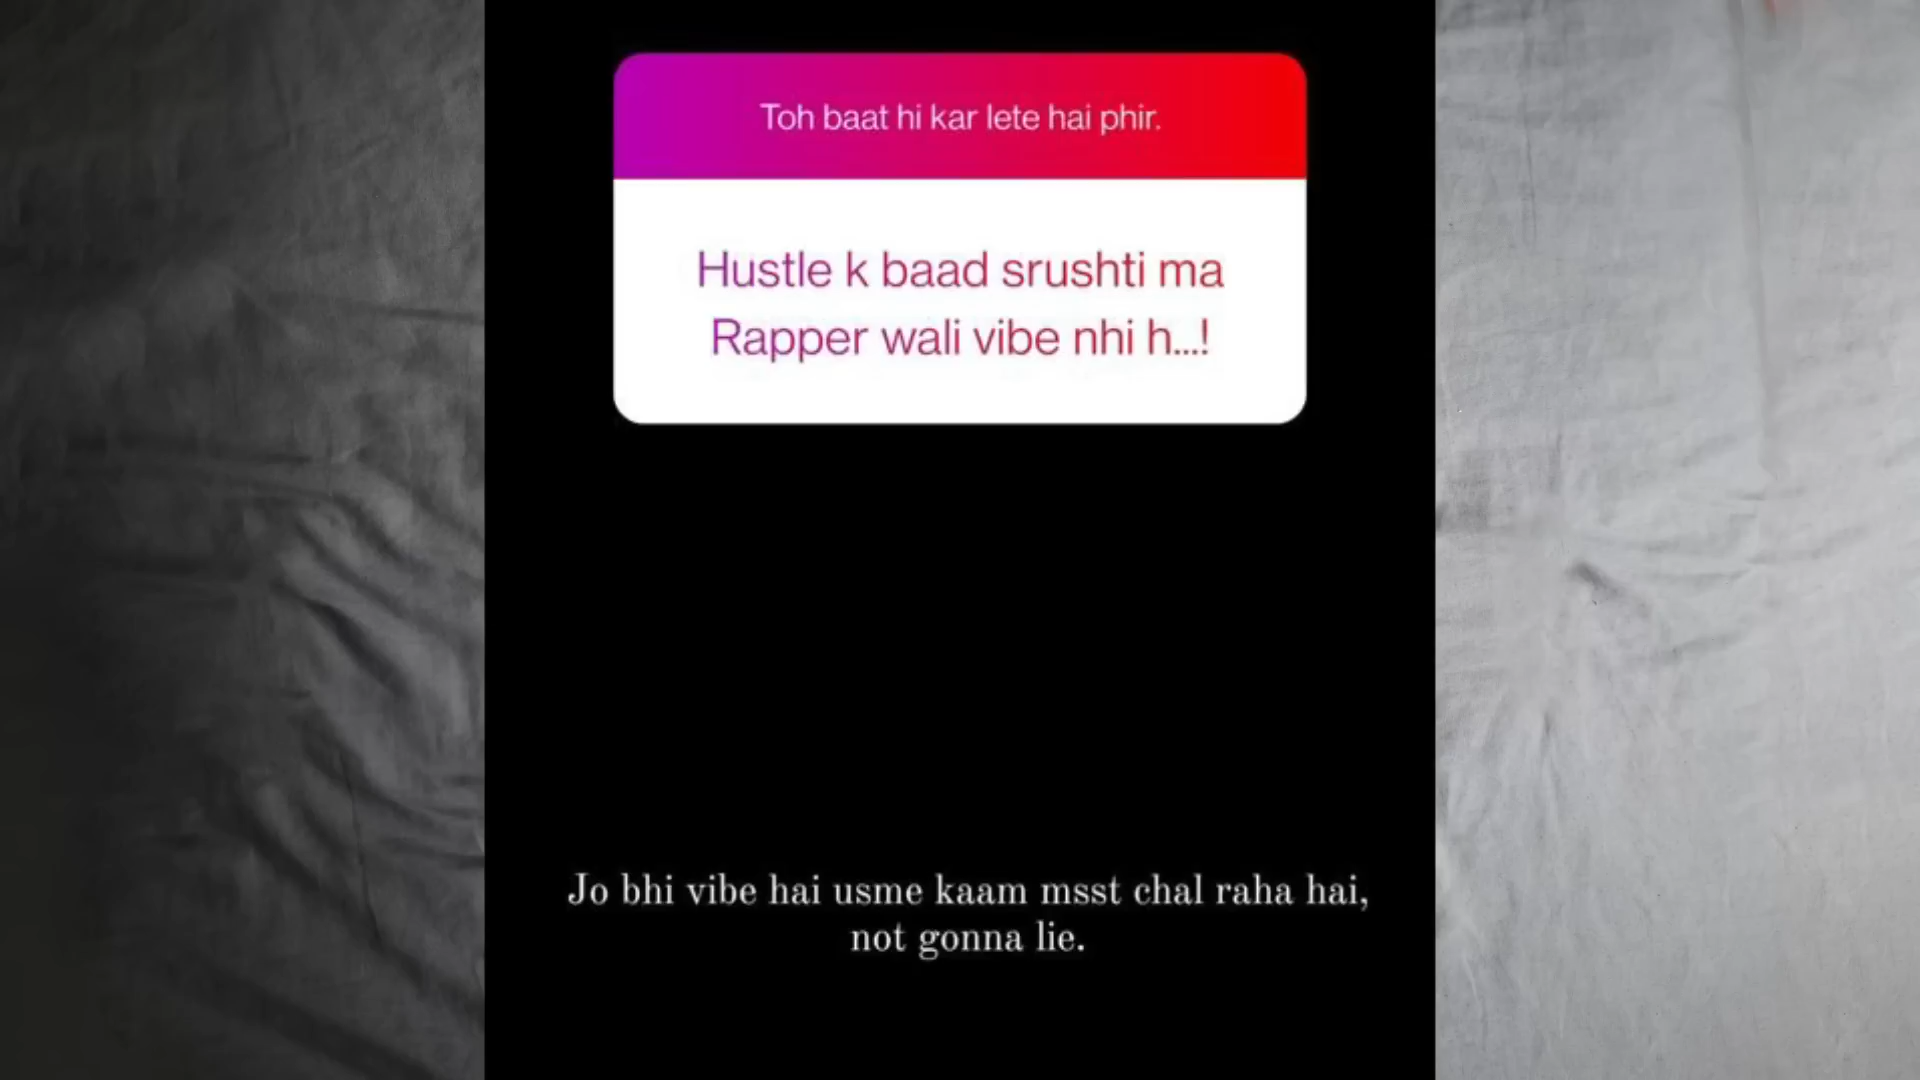 Toh baat hi kar lete hai phir.
Hustle k baad srushti ma
Rapper wali vibe nhi h...!
Jo bhi vibe hai usme kaam msst chal raha hai,
not gonna lie.